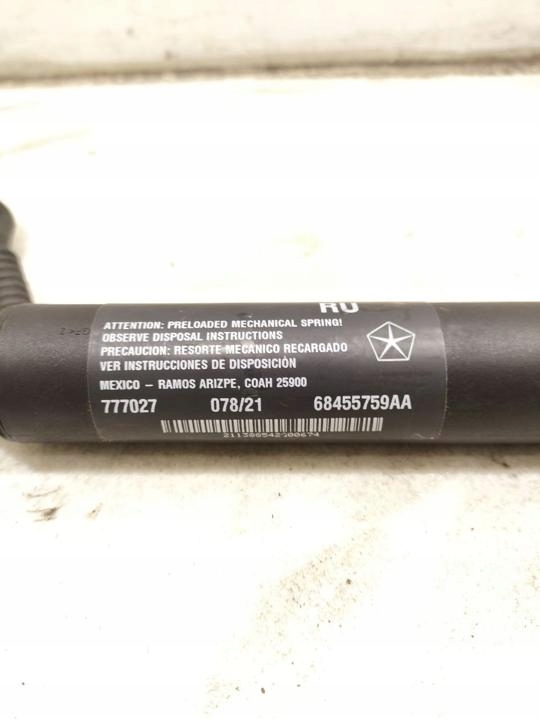 RU
ATTENTION: PRELOADED MECHANICAL SPRING!
OBSERVE DISPOSAL INSTRUCTIONS
PRECAUCION: RESORTE MECÁNICO RECARGADO
VER INSTRUCCIONES DE DISPOSICIÓN
MEXICO – RAMOS ARIZPE, COAH 25900
777027 078/21 68455759AA